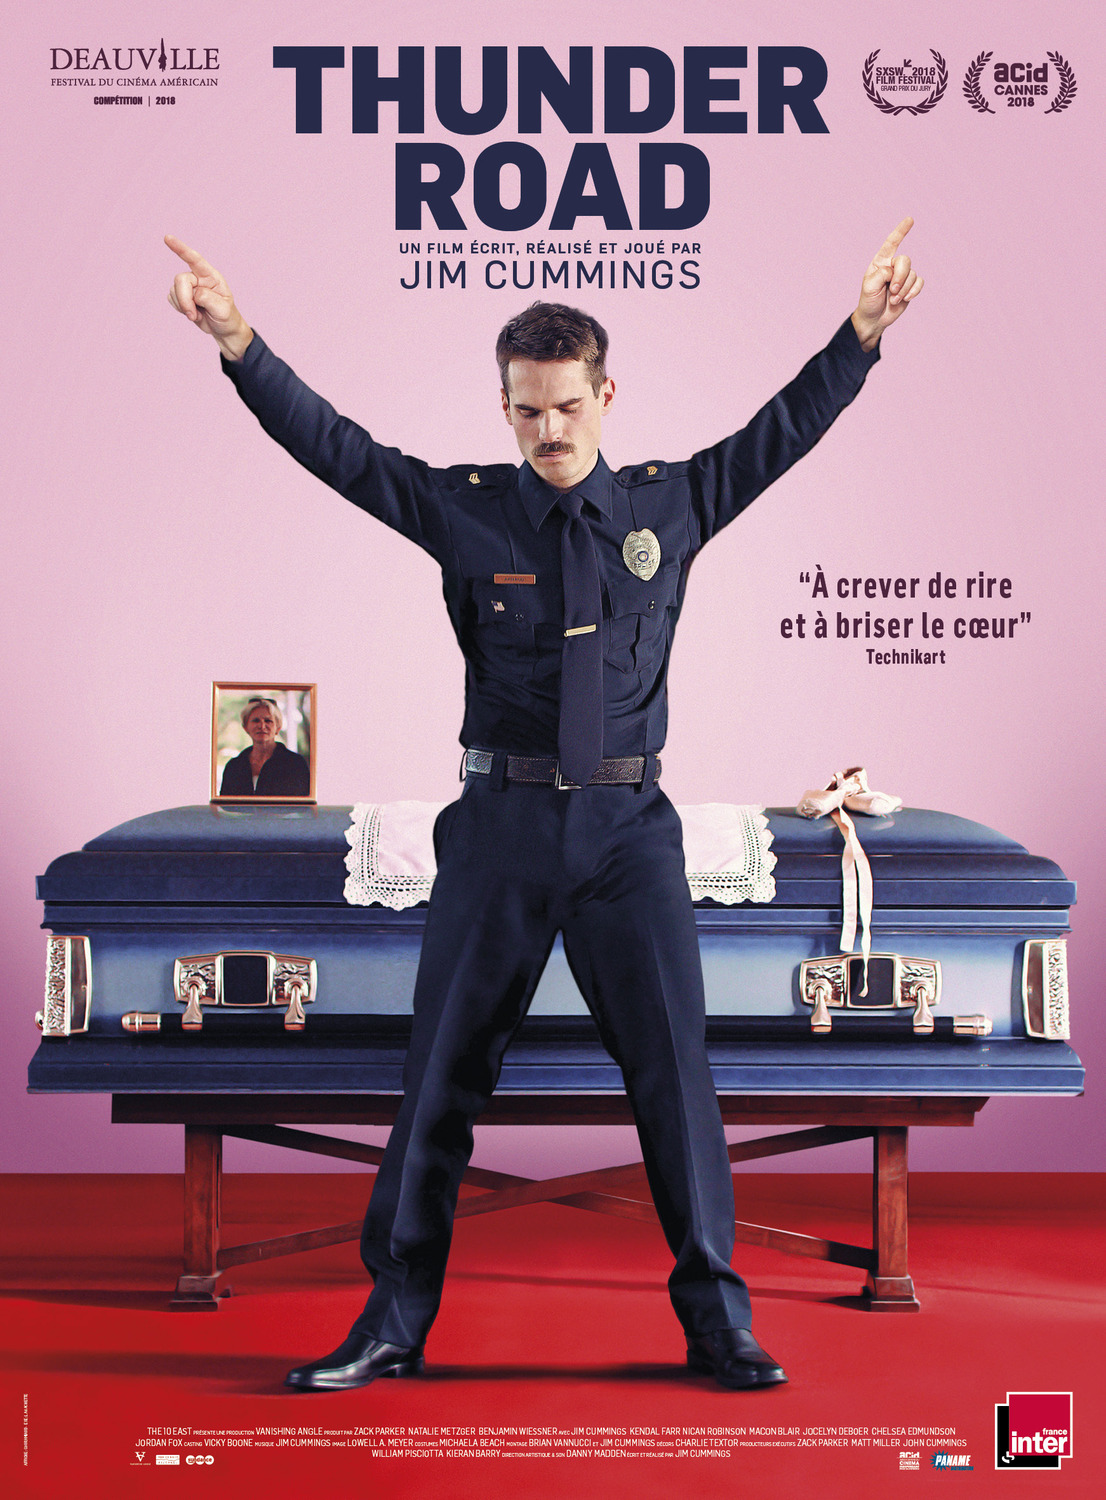 DEAUVILLE
FESTIVAL DU CINÉMA AMÉRICAIN
COMPÉTITION | 2018
THUNDER
ROAD
SXSW 2018
FILM FESTIVAL
GRAND PRIX DU JURY
acid
CANNES
2018
UN FILM ÉCRIT, RÉALISÉ ET JOUÉ PAR
JIM CUMMINGS
“À crever de rire
et à briser le cœur”
Technikart
THE 10 EAST PRÉSENTE UNE PRODUCTION VANISHING ANGLE PRODUIT PAR ZACK PARKER NATALIE METZGER BENJAMIN WIESSNER AVEC JIM CUMMINGS KENDAL FARR NICAN ROBINSON MACON BLAIR JOCELYN DEBOER CHELSEA EDMUNDSON
JORDAN FOX CASTING VICKY BOONE MUSIQUE JIM CUMMINGS IMAGE LOWELL A. MEYER COSTUMES MICHAELA BEACH MONTAGE BRIAN VANNUCCI ET JIM CUMMINGS DÉCORS CHARLIE TEXTOR PRODUCTEURS EXÉCUTIFS ZACK PARKER MATT MILLER JOHN CUMMINGS
WILLIAM PISCIOTTA KIERAN BARRY DIRECTION ARTISTIQUE & SON DANNY MADDEN ÉCRIT ET RÉALISÉ PAR JIM CUMMINGS
acid
CINÉMA
PANAME
france
inter